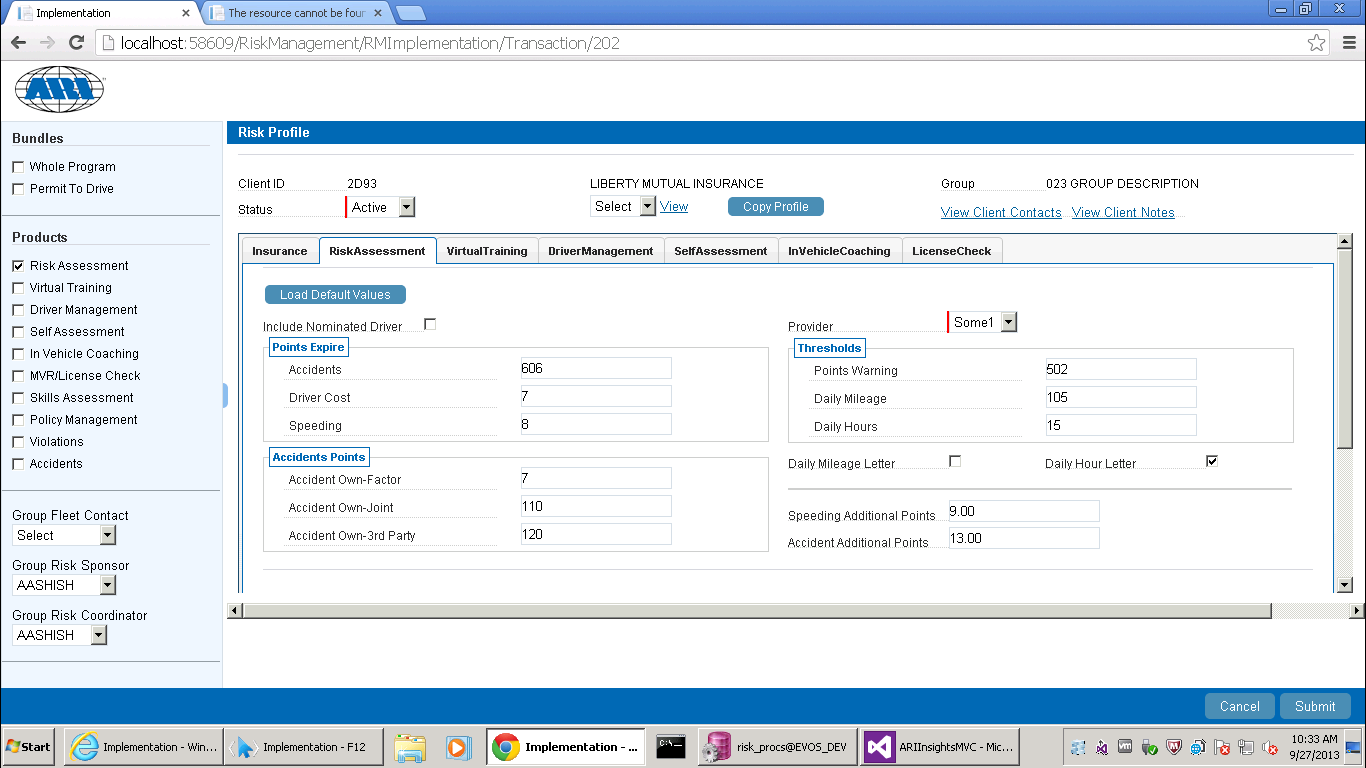 Implementation
The resource cannot be four
localhost:58609/RiskManagement/RMImplementation/Transaction/202
ARI
Bundles
Whole Program
Permit To Drive
Products
Risk Assessment
Virtual Training
Driver Management
Self Assessment
In Vehicle Coaching
MVR/License Check
Skills Assessment
Policy Management
Violations
Accidents
Group Fleet Contact
Select
Group Risk Sponsor
AASHISH
Group Risk Coordinator
AASHISH
Risk Profile
Client ID 2D93 LIBERTY MUTUAL INSURANCE Group 023 GROUP DESCRIPTION
Status Active Select View Copy Profile View Client Contacts View Client Notes
Insurance RiskAssessment VirtualTraining DriverManagement SelfAssessment InVehicleCoaching LicenseCheck
Load Default Values
Include Nominated Driver
Points Expire
Accidents 606
Driver Cost 7
Speeding 8
Accidents Points
Accident Own-Factor 7
Accident Own-Joint 110
Accident Own-3rd Party 120
Provider Some1
Thresholds
Points Warning 502
Daily Mileage 105
Daily Hours 15
Daily Mileage Letter Daily Hour Letter
Speeding Additional Points 9.00
Accident Additional Points 13.00
Cancel Submit
Start
Implementation - Win...
Implementation - F12
Implementation - ...
C:\_
risk_procs@EVOS_DEV
ARIInsightsMVC - Mic...
10:33 AM
9/27/2013